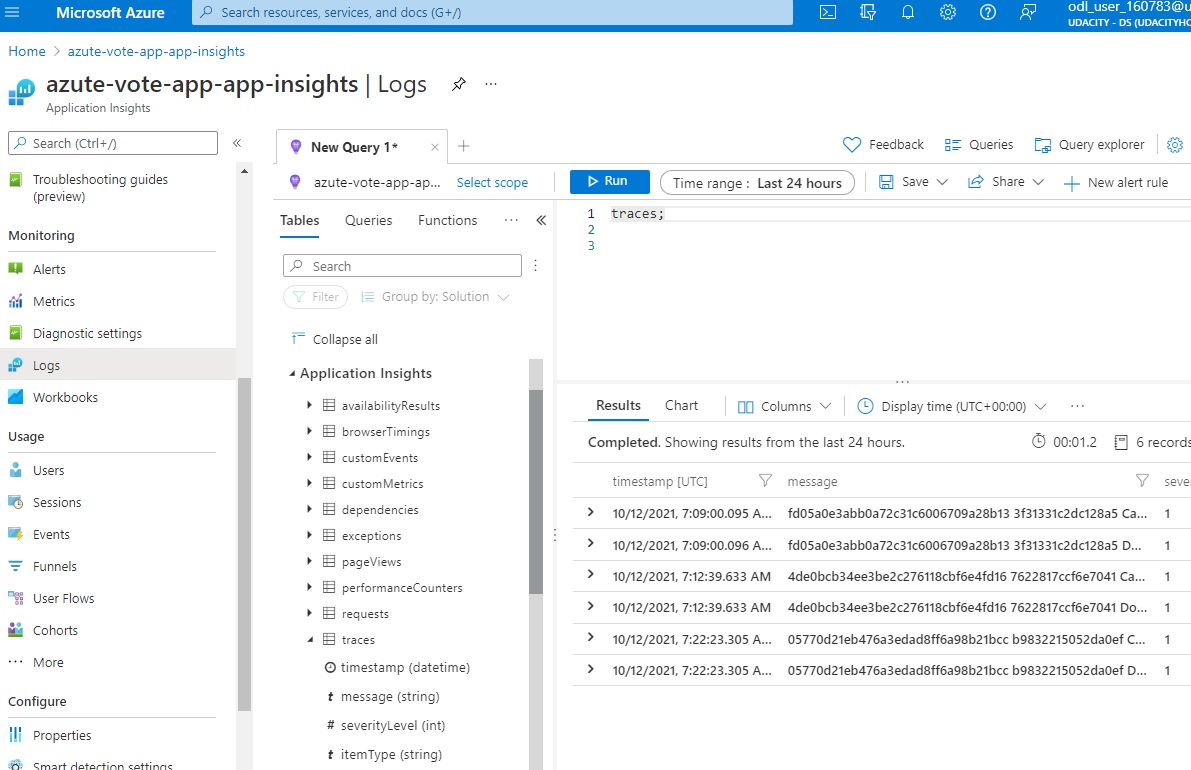 Microsoft Azure
Search resources, services, and docs (G+/)
odl_user_160783@u
UDACITY - DS (UDACITYHO
Home > azute-vote-app-app-insights
azute-vote-app-app-insights | Logs ...
Application Insights
Search (Ctrl+/)
«
Troubleshooting guides
(preview)
Monitoring
Alerts
Metrics
Diagnostic settings
Logs
Workbooks
Usage
Users
Sessions
Events
Funnels
User Flows
Cohorts
More
Configure
Properties
Smart detection settings
New Query 1*
Feedback
Queries
Query explorer
azute-vote-app-ap...
Select scope
Run
Time range : Last 24 hours
Save
Share
New alert rule
Tables Queries Functions ... «
Search
Filter
Group by: Solution
Collapse all
Application Insights
availabilityResults
browserTimings
customEvents
customMetrics
dependencies
exceptions
pageViews
performanceCounters
requests
traces
timestamp (datetime)
t message (string)
# severityLevel (int)
t itemType (string)
1 traces;
2
3
Results Chart Columns Display time (UTC+00:00) ...
Completed. Showing results from the last 24 hours. 00:01.2 6 records
timestamp [UTC] message seve
10/12/2021, 7:09:00.095 A... fd05a0e3abb0a72c31c6006709a28b13 3f31331c2dc128a5 Ca... 1
10/12/2021, 7:09:00.096 A... fd05a0e3abb0a72c31c6006709a28b13 3f31331c2dc128a5 D... 1
10/12/2021, 7:12:39.633 AM 4de0bcb34ee3be2c276118cbf6e4fd16 7622817ccf6e7041 Ca... 1
10/12/2021, 7:12:39.633 AM 4de0bcb34ee3be2c276118cbf6e4fd16 7622817ccf6e7041 Do... 1
10/12/2021, 7:22:23.305 A... 05770d21eb476a3edad8ff6a98b21bcc b9832215052da0ef C... 1
10/12/2021, 7:22:23.305 A... 05770d21eb476a3edad8ff6a98b21bcc b9832215052da0ef D... 1